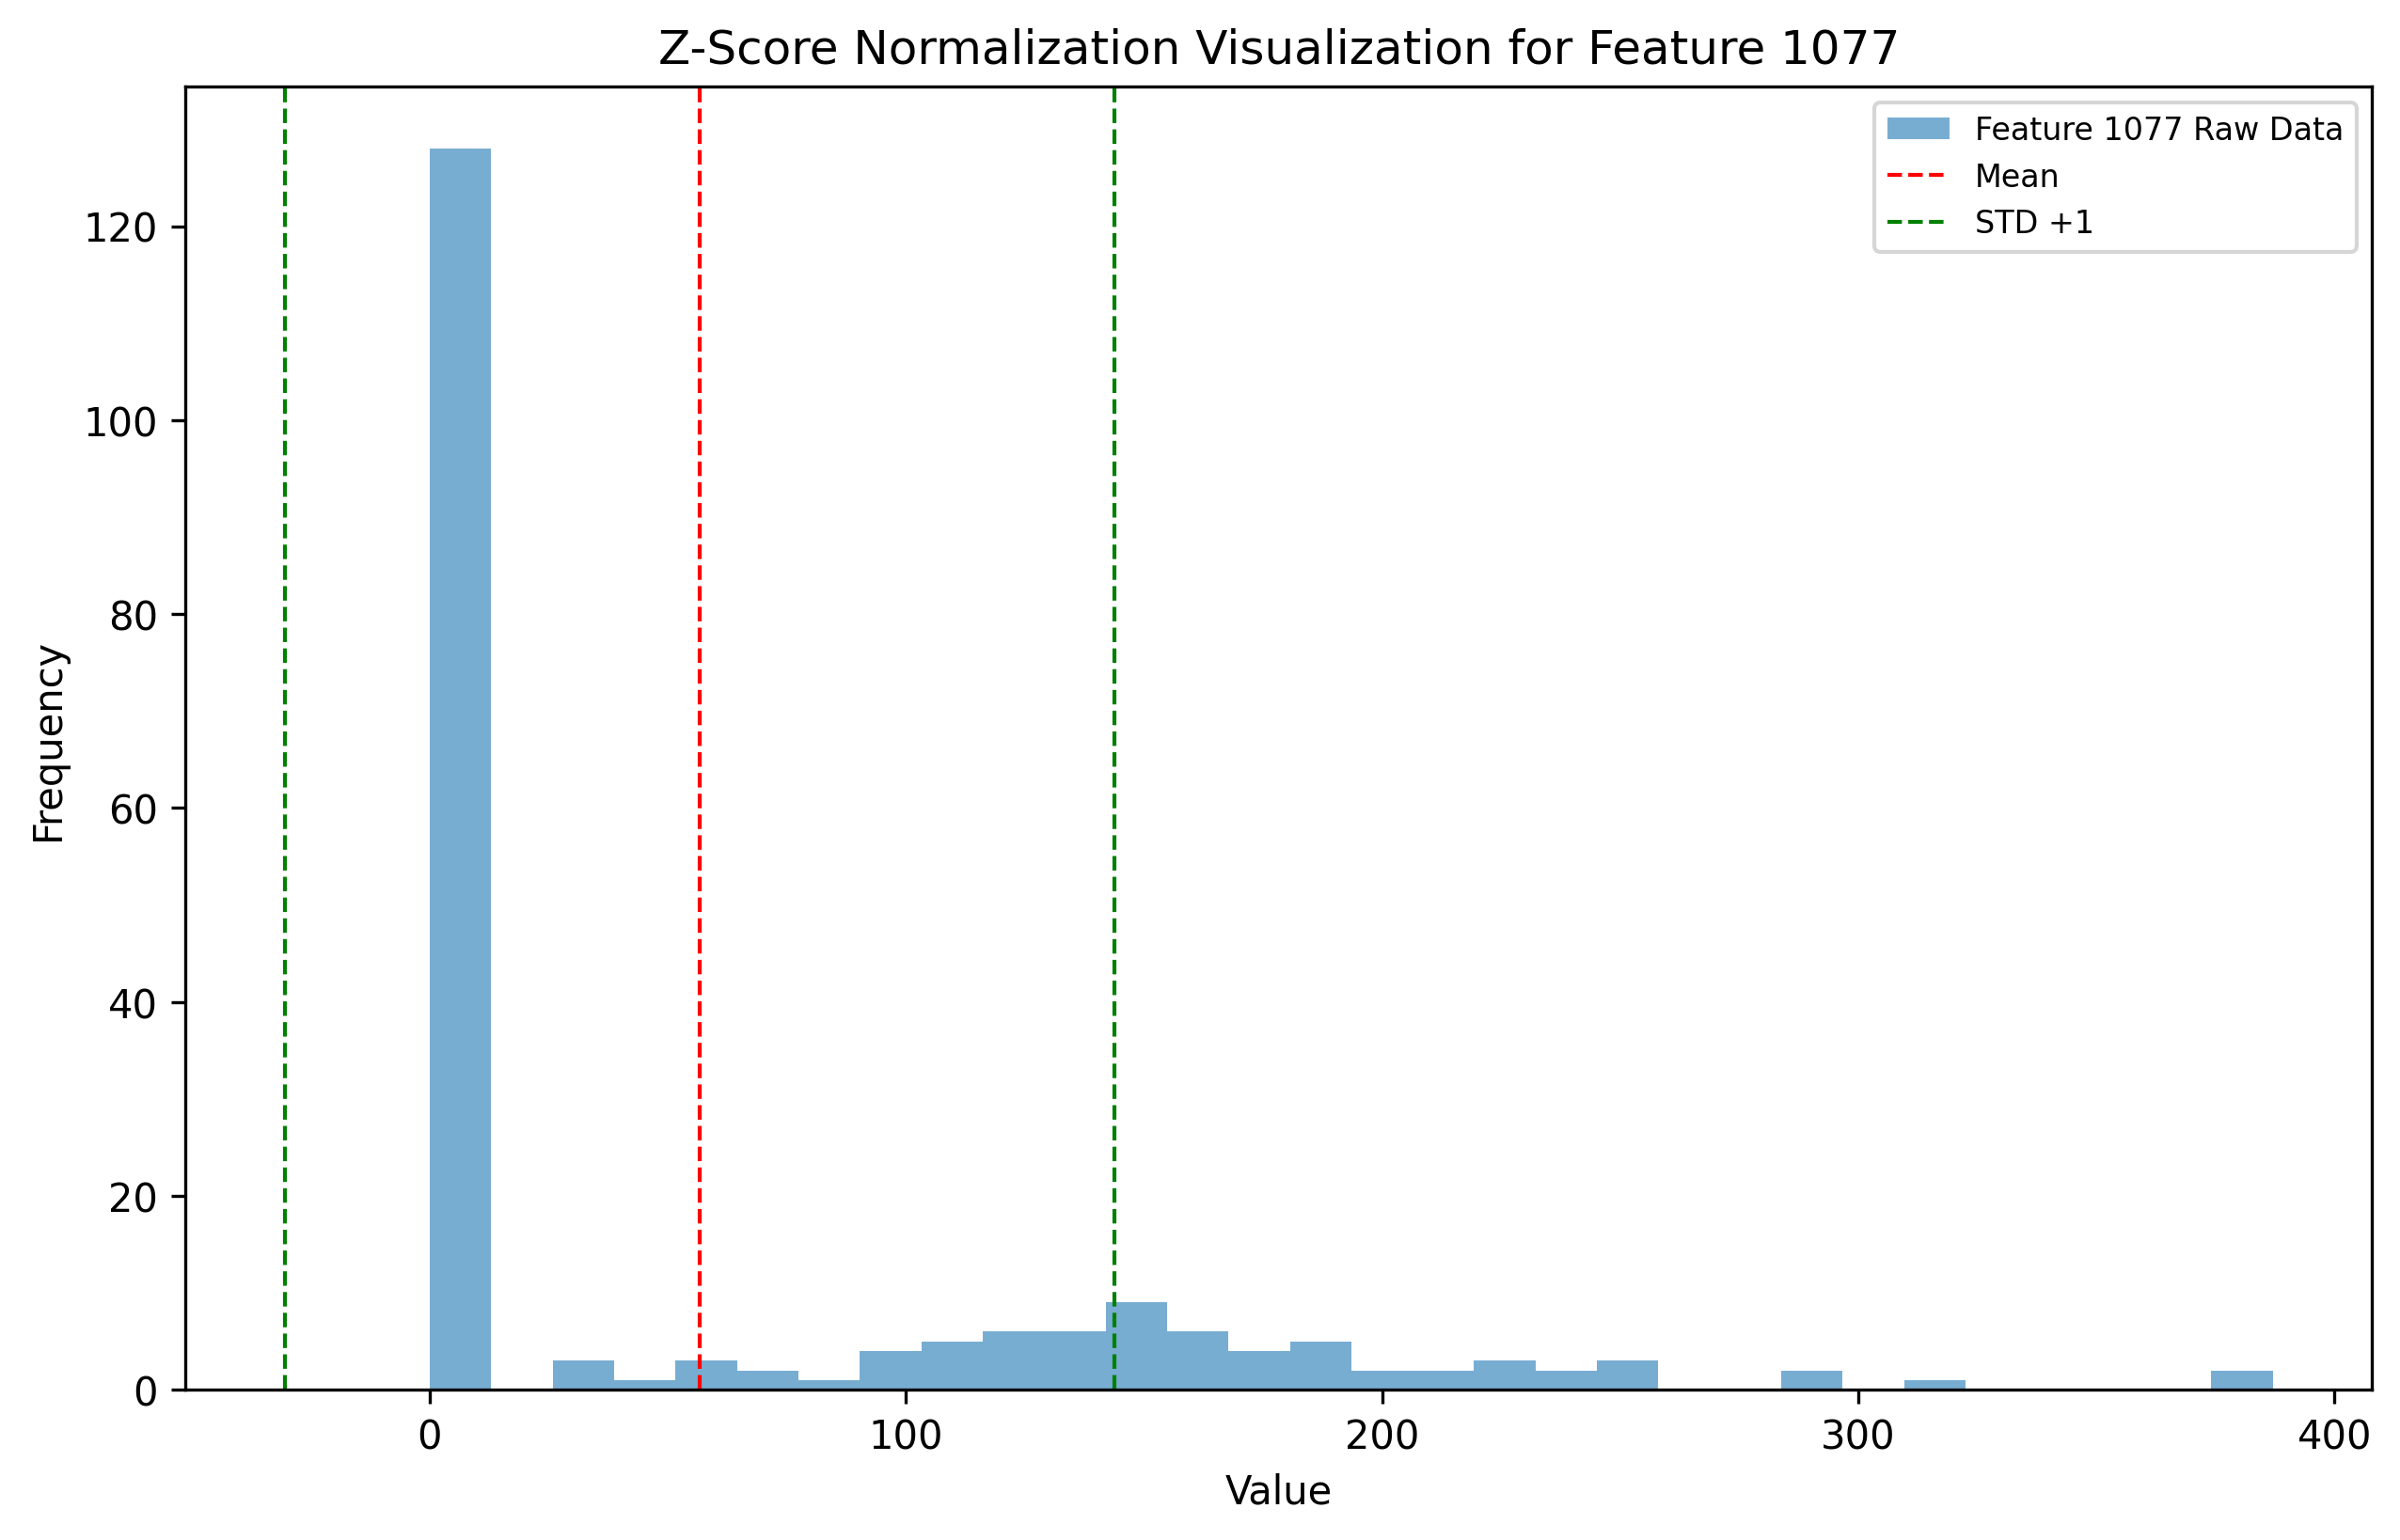 Z-Score Normalization Visualization for Feature 1077
Feature 1077 Raw Data
Mean
STD +1
Frequency
120
100
80
60
40
20
0
0 100 200 300 400
Value